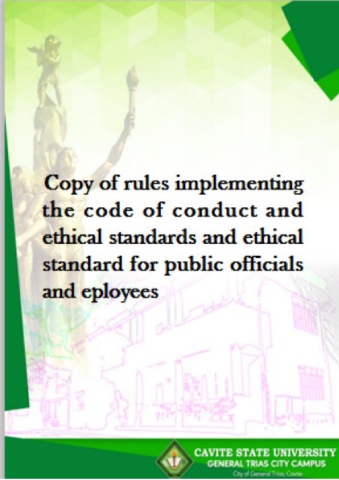 Copy of rules implementing
the code of conduct and
ethical standards and ethical
standard for public officials
and eployees
CAVITE STATE UNIVERSITY
GENERAL TRIAS CITY CAMPUS
City of General Trias, Cavite